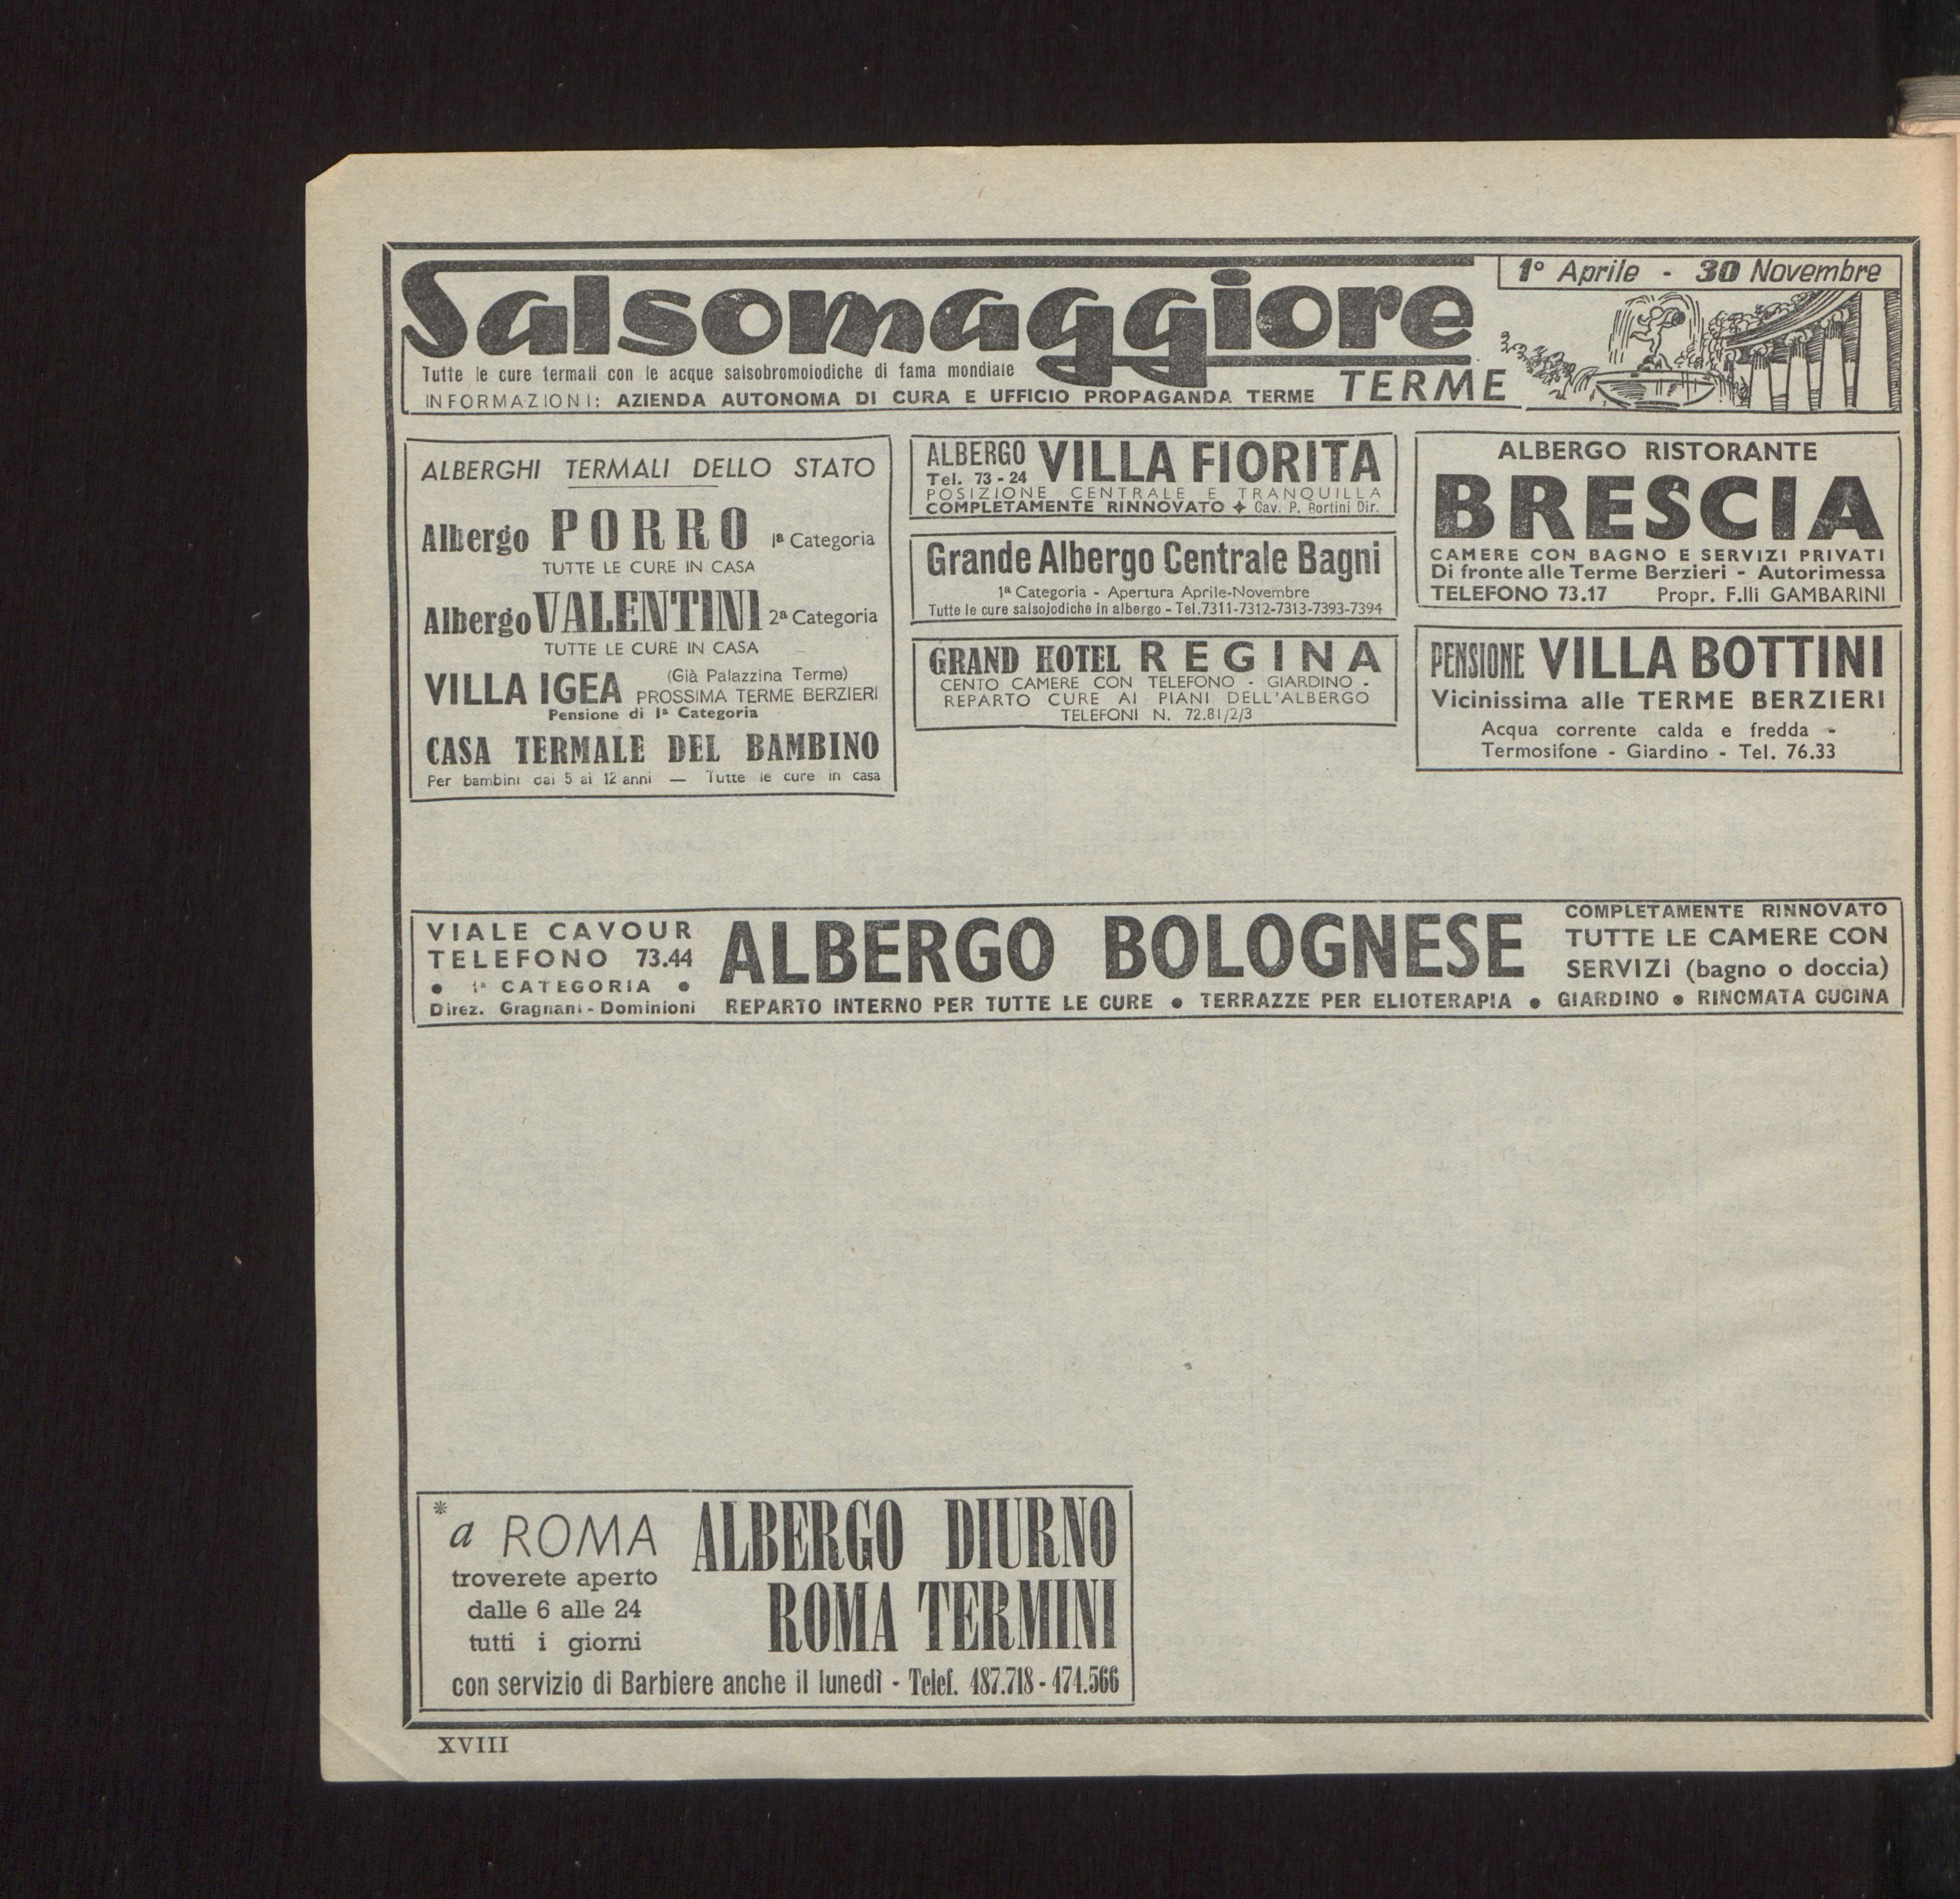 Salsomaggiore
TERME
1º Aprile - 30 Novembre
Tutte le cure termali con le acque salsobromoiodiche di fama mondiale
INFORMAZIONI: AZIENDA AUTONOMA DI CURA E UFFICIO PROPAGANDA TERME
ALBERGHI TERMALI DELLO STATO
Albergo PORRO 1ª Categoria
TUTTE LE CURE IN CASA
Albergo VALENTINI 2ª Categoria
TUTTE LE CURE IN CASA
VILLA IGEA (Già Palazzina Terme)
PROSSIMA TERME BERZIERI
Pensione di 1ª Categoria
CASA TERMALE DEL BAMBINO
Per bambini dai 5 ai 12 anni — Tutte le cure in casa
ALBERGO VILLA FIORITA
Tel. 73-24
POSIZIONE CENTRALE E TRANQUILLA
COMPLETAMENTE RINNOVATO ✦ Cav. P. Bortini Dir.
Grande Albergo Centrale Bagni
1ª Categoria - Apertura Aprile-Novembre
Tutte le cure salsojodiche in albergo - Tel. 7311-7312-7313-7393-7394
GRAND HOTEL REGINA
CENTO CAMERE CON TELEFONO - GIARDINO -
REPARTO CURE AI PIANI DELL'ALBERGO
TELEFONI N. 72.81/2/3
ALBERGO RISTORANTE
BRESCIA
CAMERE CON BAGNO E SERVIZI PRIVATI
Di fronte alle Terme Berzieri - Autorimessa
TELEFONO 73.17 Propr. F.lli GAMBARINI
PENSIONE VILLA BOTTINI
Vicinissima alle TERME BERZIERI
Acqua corrente calda e fredda -
Termosifone - Giardino - Tel. 76.33
VIALE CAVOUR
TELEFONO 73.44
• 1ª CATEGORIA •
Direz. Gragnani - Dominioni
ALBERGO BOLOGNESE
COMPLETAMENTE RINNOVATO
TUTTE LE CAMERE CON
SERVIZI (bagno o doccia)
REPARTO INTERNO PER TUTTE LE CURE • TERRAZZE PER ELIOTERAPIA • GIARDINO • RINOMATA CUCINA
* a ROMA
troverete aperto
dalle 6 alle 24
tutti i giorni
ALBERGO DIURNO
ROMA TERMINI
con servizio di Barbiere anche il lunedì - Telef. 487.718 - 474.566
XVIII